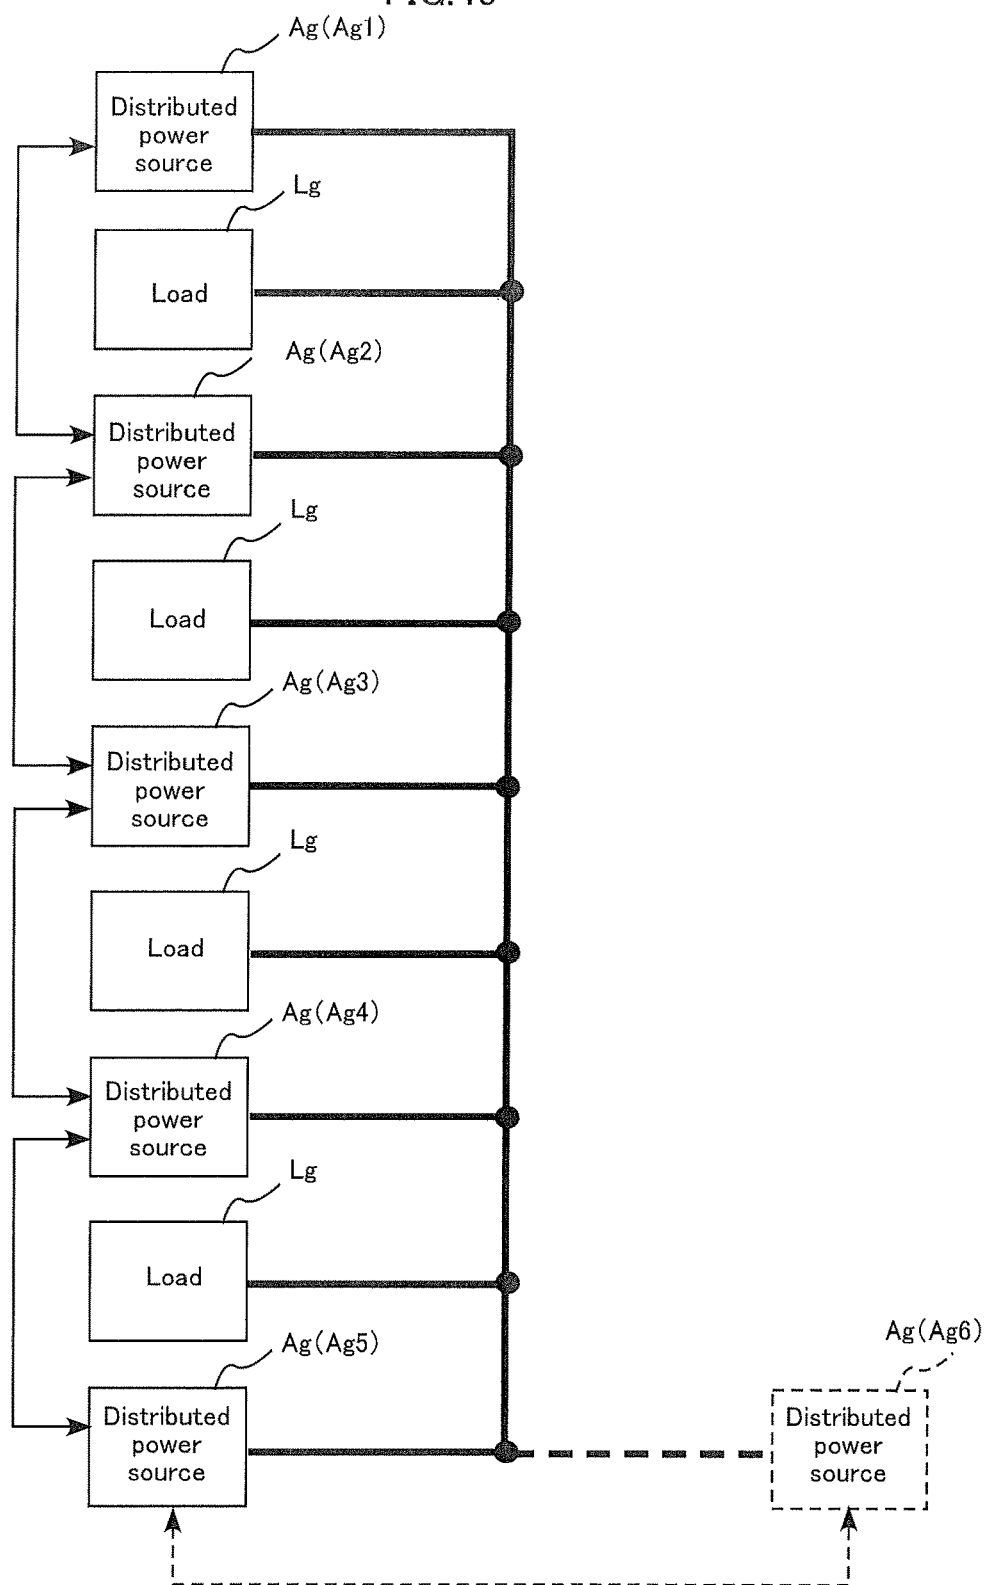 Ag(Ag1)
Distributed
power
source
Lg
Load
Ag(Ag2)
Distributed
power
source
Lg
Load
Ag(Ag3)
Distributed
power
source
Lg
Load
Ag(Ag4)
Distributed
power
source
Lg
Load
Ag(Ag5)
Distributed
power
source
Ag(Ag6)
Distributed
power
source